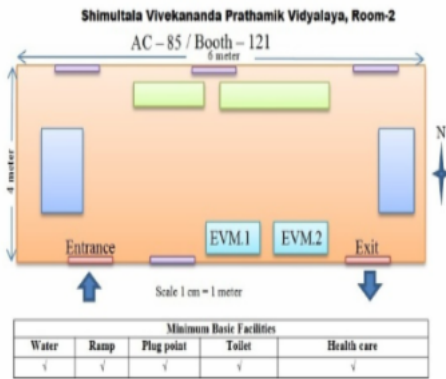 Shimultala Vivekananda Prathamik Vidyalaya, Room-2
AC – 85 / Booth – 121
6 meter
4 meter
N
EVM.1 EVM.2
Entrance Exit
Scale 1 cm = 1 meter
Minimum Basic Facilities
Water Ramp Plug point Toilet Health care
√ √ √ √ √